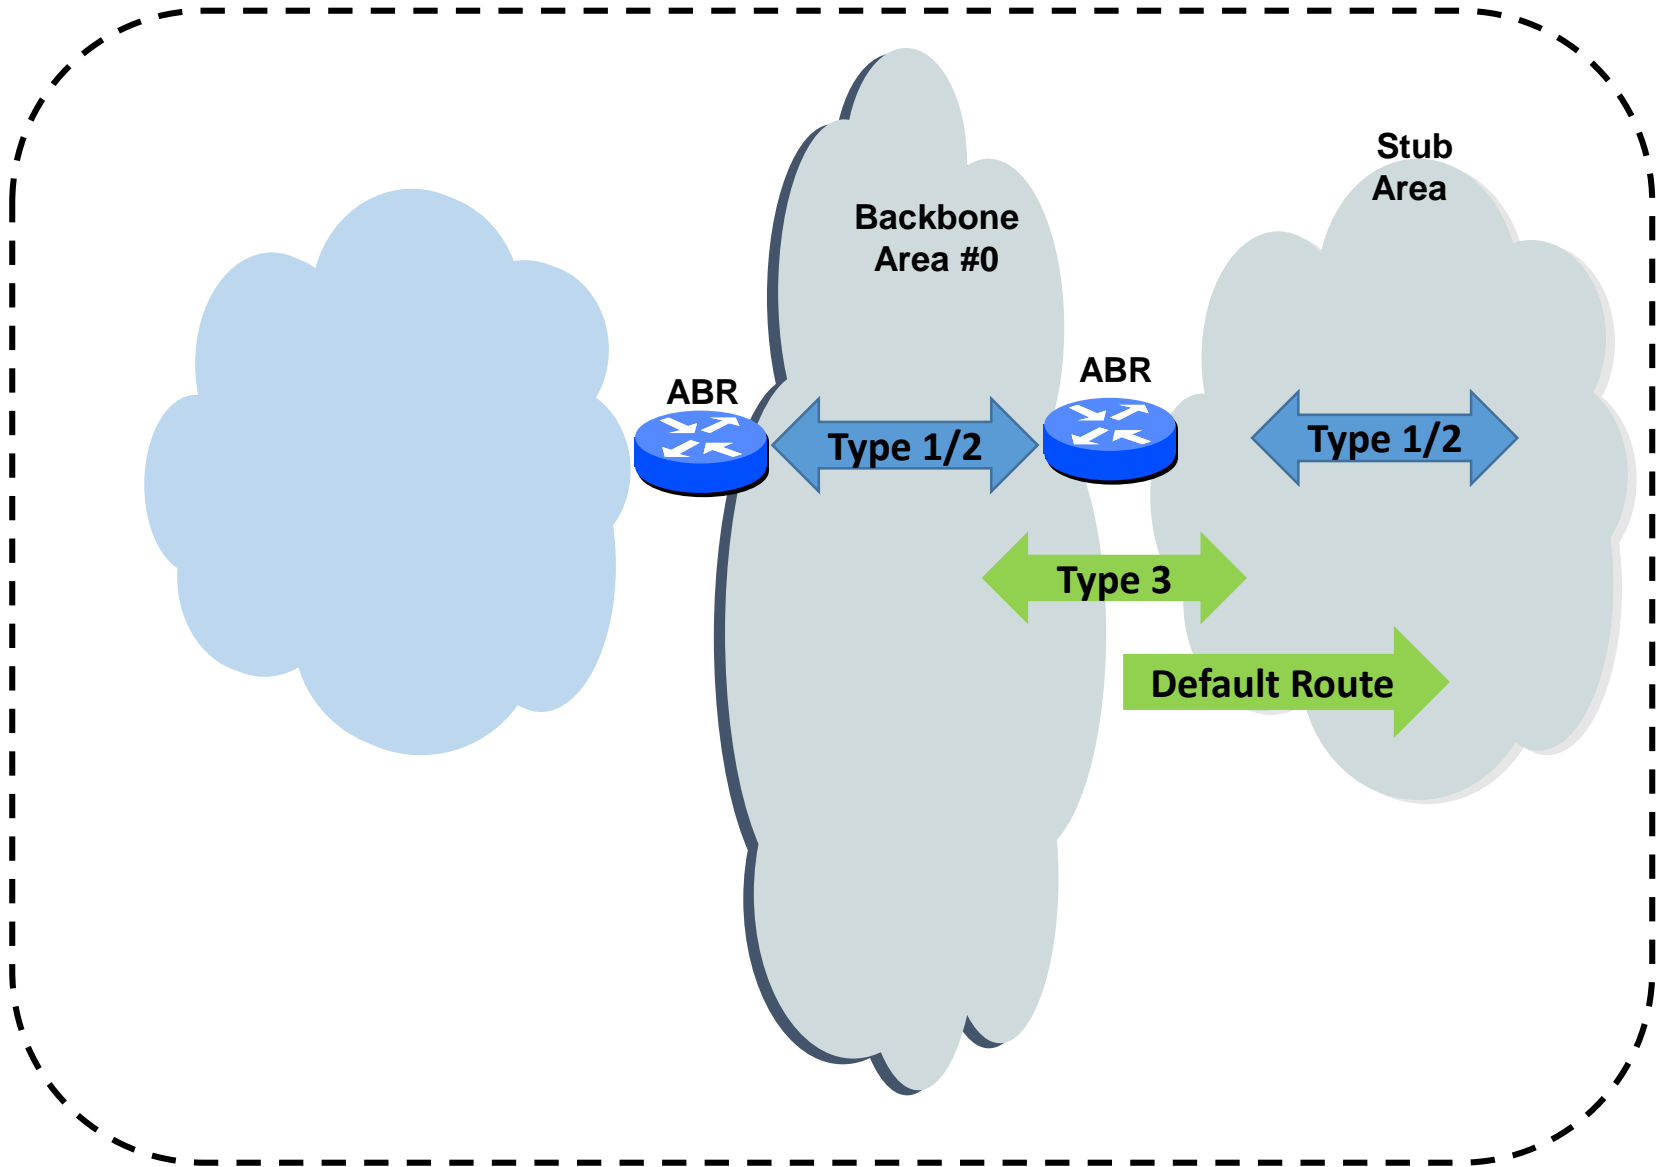 Stub
Area
Backbone
Area #0
ABR
ABR
Type 1/2
Type 1/2
Type 3
Default Route